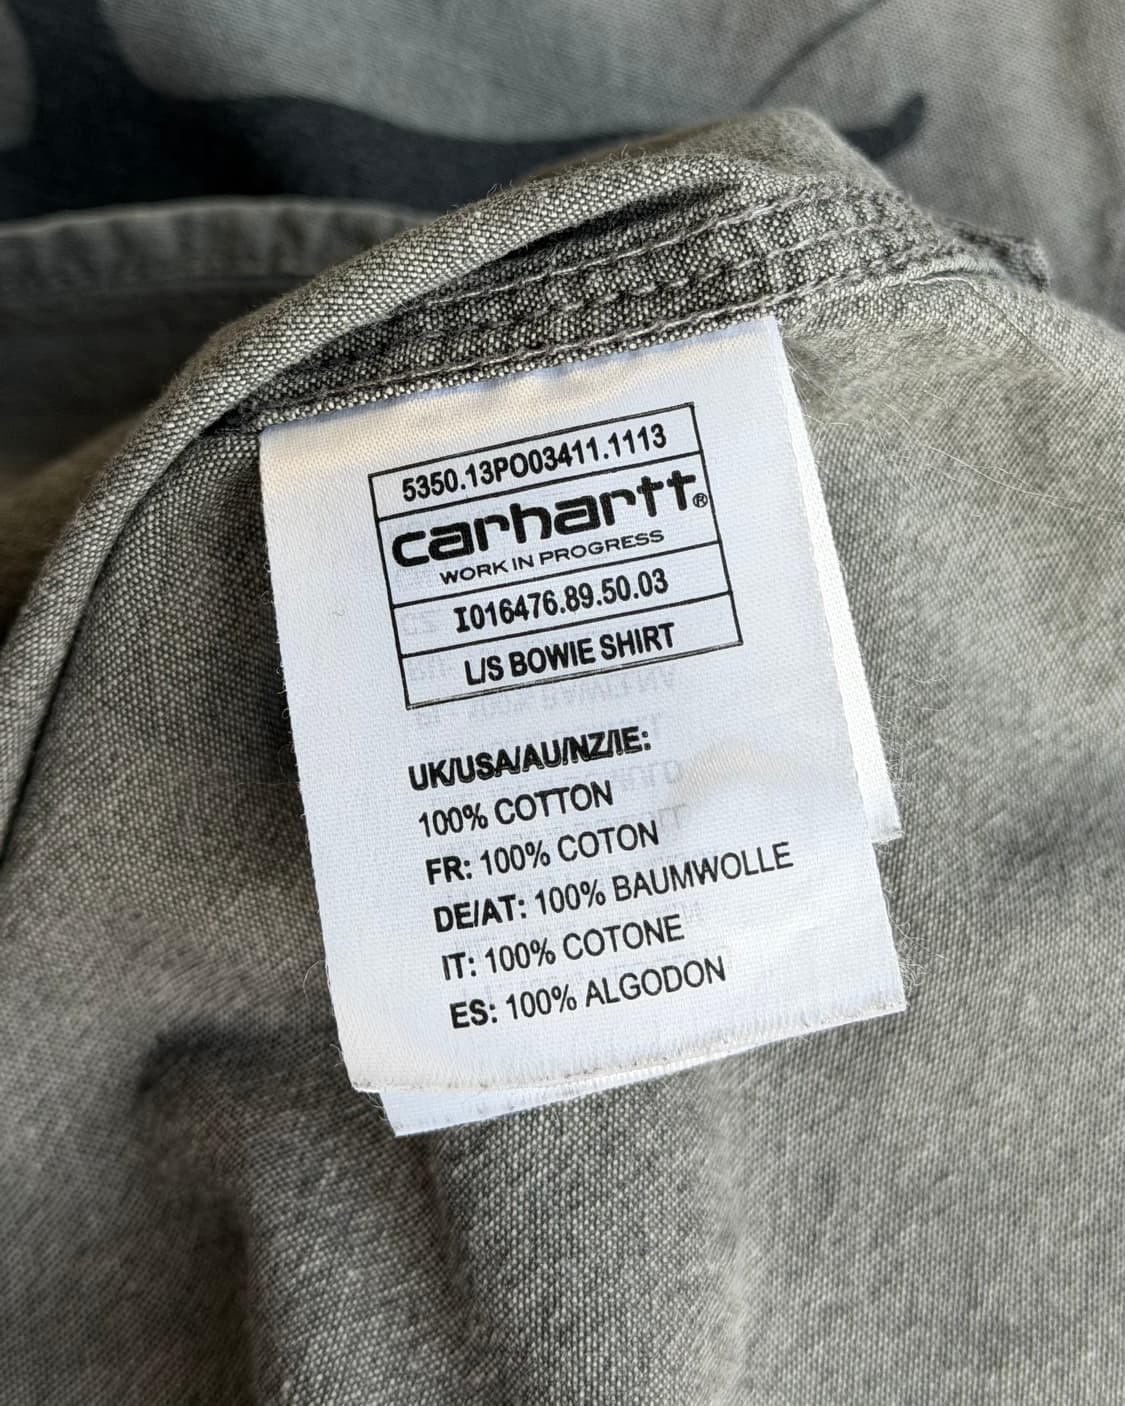 5350.13PO03411.1113
carhartt®
WORK IN PROGRESS
I016476.89.50.03
L/S BOWIE SHIRT
UK/USA/AU/NZ/IE:
100% COTTON
FR: 100% COTON
DE/AT: 100% BAUMWOLLE
IT: 100% COTONE
ES: 100% ALGODON